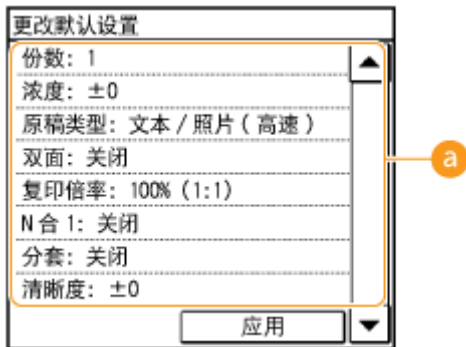 更改默认设置
份数: 1
浓度: ±0
原稿类型: 文本 / 照片 ( 高速 )
双面: 关闭
复印倍率: 100% (1:1)
N 合 1: 关闭
分套: 关闭
清晰度: ±0
应用
a